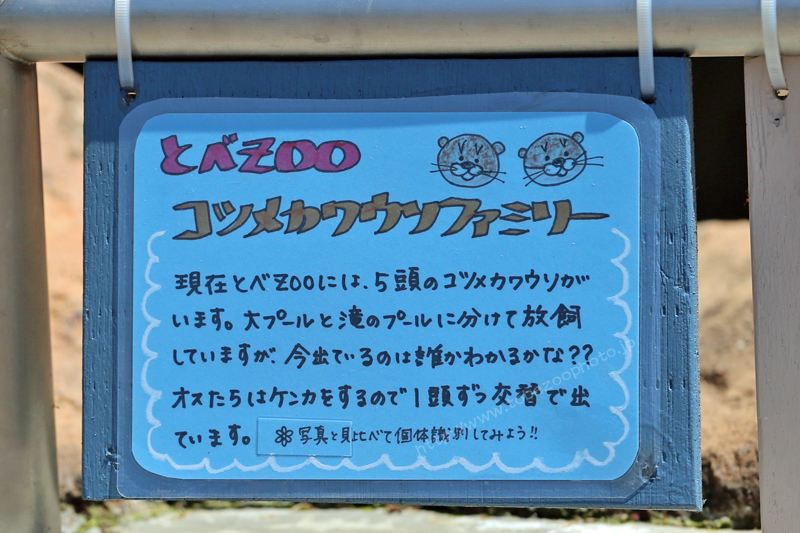 とべZOO
コツメカワウソファミリー
現在とべZOOには、5頭のコツメカワウソが
います。大プールと滝のプールに分けて放飼
していますが、今出ているのは誰かわかるかな??
オスたちはケンカをするので1頭ずつ交替で出
ています。 写真と見比べて個体識別してみよう!!